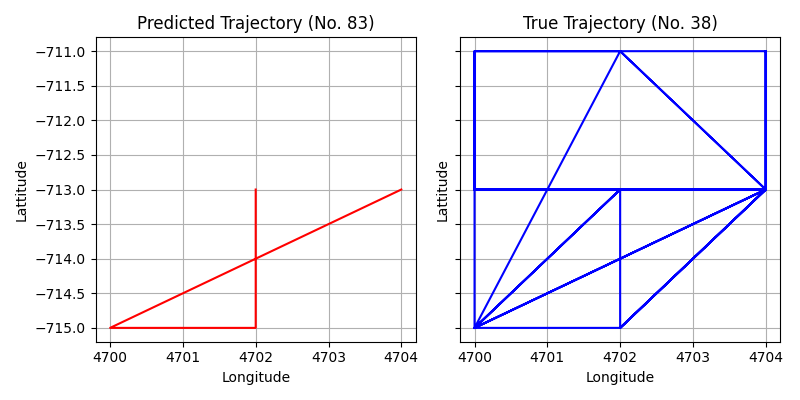 Predicted Trajectory (No. 83)
−711.0
−711.5
−712.0
−712.5
−713.0
−713.5
−714.0
−714.5
−715.0
Lattitude
4700 4701 4702 4703 4704
Longitude
True Trajectory (No. 38)
Lattitude
4700 4701 4702 4703 4704
Longitude